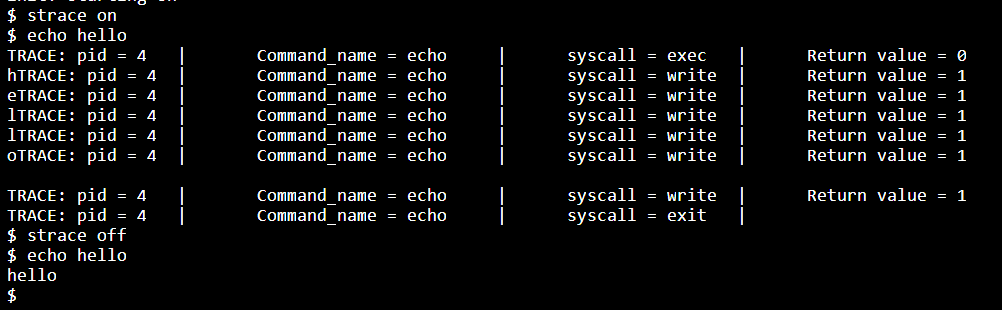 $ strace on
$ echo hello
TRACE: pid = 4 | Command_name = echo | syscall = exec | Return value = 0
hTRACE: pid = 4 | Command_name = echo | syscall = write | Return value = 1
eTRACE: pid = 4 | Command_name = echo | syscall = write | Return value = 1
lTRACE: pid = 4 | Command_name = echo | syscall = write | Return value = 1
lTRACE: pid = 4 | Command_name = echo | syscall = write | Return value = 1
oTRACE: pid = 4 | Command_name = echo | syscall = write | Return value = 1
TRACE: pid = 4 | Command_name = echo | syscall = write | Return value = 1
TRACE: pid = 4 | Command_name = echo | syscall = exit |
$ strace off
$ echo hello
hello
$